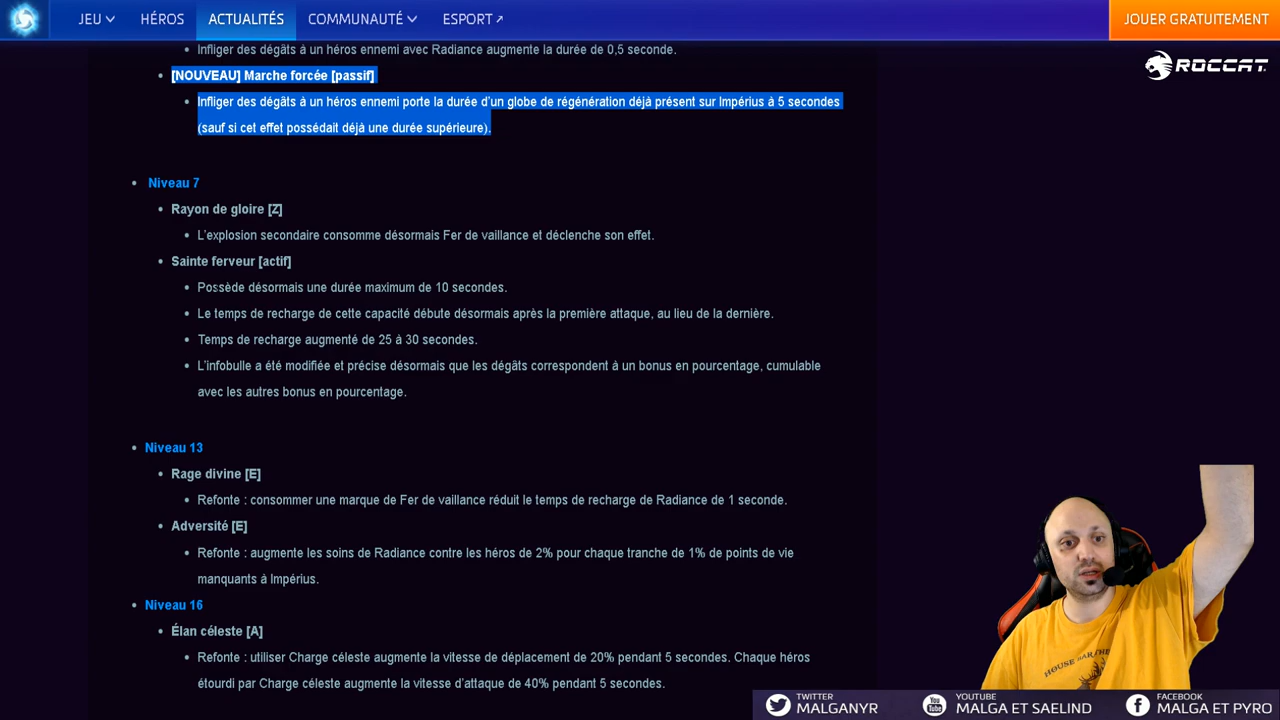 JEU HÉROS ACTUALITÉS COMMUNAUTÉ ESPORT JOUER GRATUITEMENT
Infliger des dégâts à un héros ennemi avec Radiance augmente la durée de 0,5 seconde.
ROCCAT
[NOUVEAU] Marche forcée [passif]
Infliger des dégâts à un héros ennemi porte la durée d'un globe de régénération déjà présent sur Impérius à 5 secondes
(sauf si cet effet possédait déjà une durée supérieure).
Niveau 7
Rayon de gloire [Z]
L'explosion secondaire consomme désormais Fer de vaillance et déclenche son effet.
Sainte ferveur [actif]
Possède désormais une durée maximum de 10 secondes.
Le temps de recharge de cette capacité débute désormais après la première attaque, au lieu de la dernière.
Temps de recharge augmenté de 25 à 30 secondes.
L'infobulle a été modifiée et précise désormais que les dégâts correspondent à un bonus en pourcentage, cumulable
avec les autres bonus en pourcentage.
Niveau 13
Rage divine [E]
Refonte : consommer une marque de Fer de vaillance réduit le temps de recharge de Radiance de 1 seconde.
Adversité [E]
Refonte : augmente les soins de Radiance contre les héros de 2% pour chaque tranche de 1% de points de vie
manquants à Impérius.
Niveau 16
Élan céleste [A]
Refonte : utiliser Charge céleste augmente la vitesse de déplacement de 20% pendant 5 secondes. Chaque héros
étourdi par Charge céleste augmente la vitesse d'attaque de 40% pendant 5 secondes.
TWITTER
MALGANYR
YOUTUBE
MALGA ET SAELIND
FACEBOOK
MALGA ET PYRO